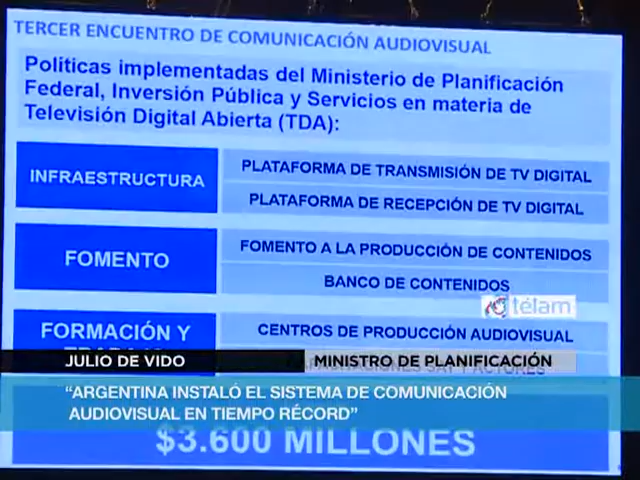 TERCER ENCUENTRO DE COMUNICACIÓN AUDIOVISUAL
Políticas implementadas del Ministerio de Planificación
Federal, Inversión Pública y Servicios en materia de
Televisión Digital Abierta (TDA):
INFRAESTRUCTURA
PLATAFORMA DE TRANSMISIÓN DE TV DIGITAL
PLATAFORMA DE RECEPCIÓN DE TV DIGITAL
FOMENTO
FOMENTO A LA PRODUCCIÓN DE CONTENIDOS
BANCO DE CONTENIDOS
télam
FORMACIÓN Y
CENTROS DE PRODUCCIÓN AUDIOVISUAL
JULIO DE VIDO
MINISTRO DE PLANIFICACIÓN
“ARGENTINA INSTALÓ EL SISTEMA DE COMUNICACIÓN
AUDIOVISUAL EN TIEMPO RÉCORD”
$3.600 MILLONES